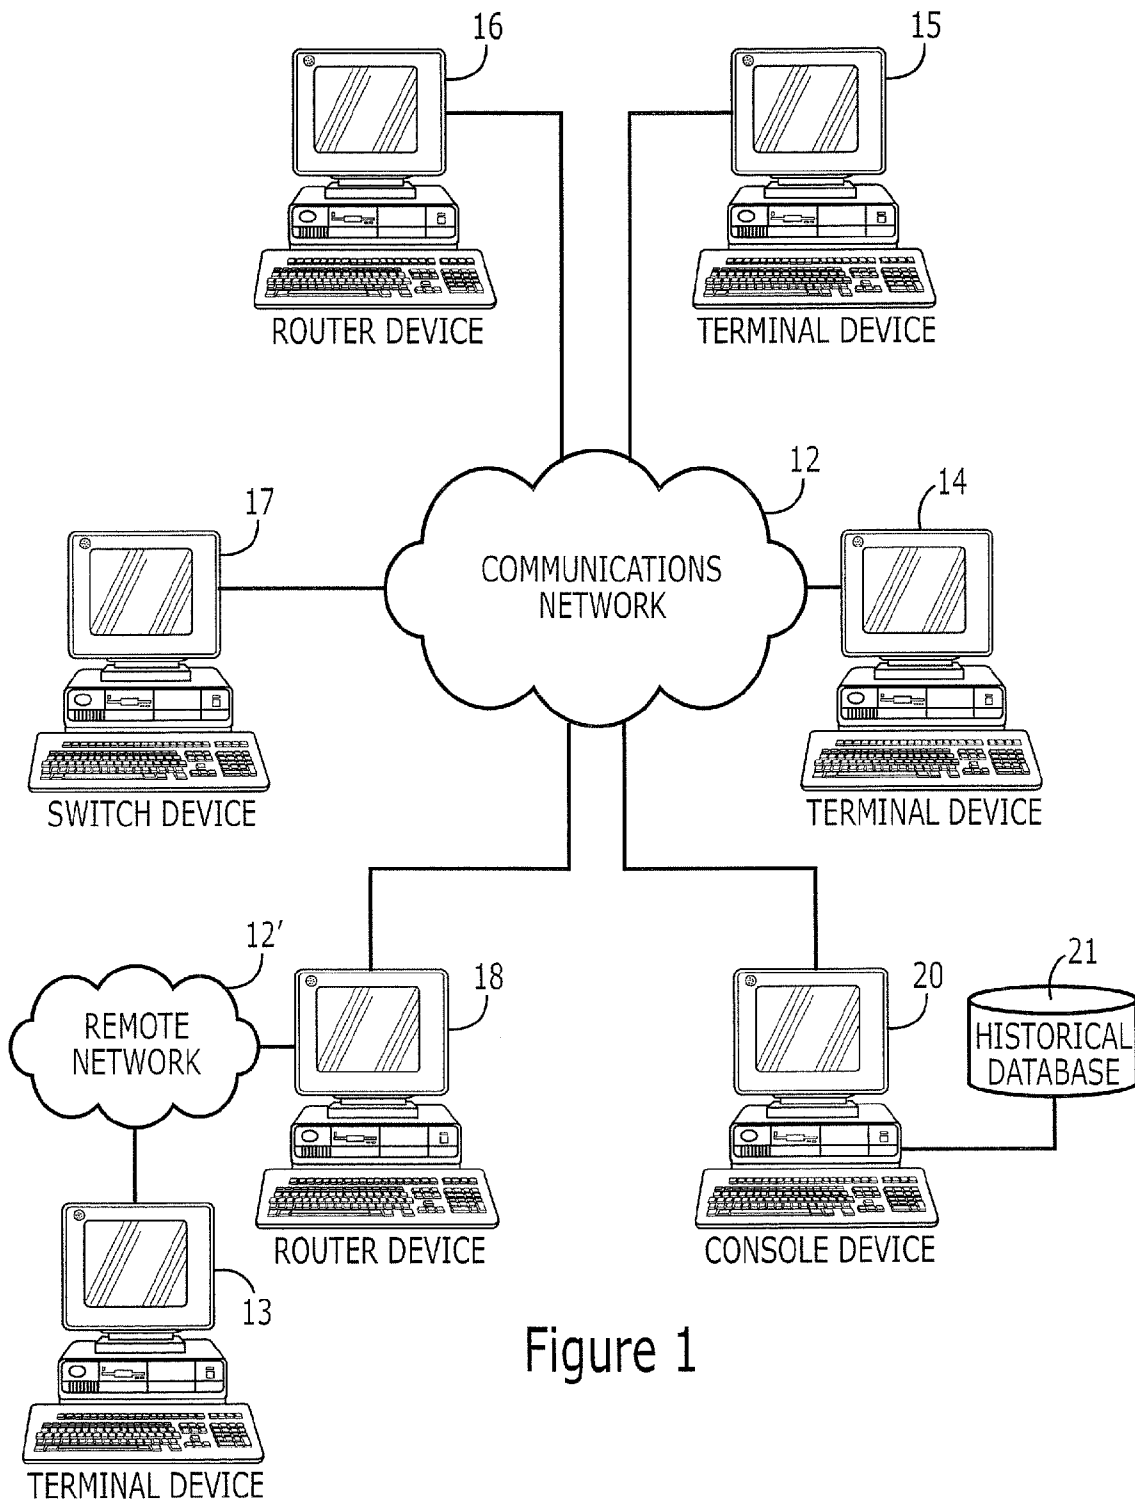 16
15
ROUTER DEVICE
TERMINAL DEVICE
12
14
17
COMMUNICATIONS
NETWORK
SWITCH DEVICE
TERMINAL DEVICE
12′
18
20
21
REMOTE
NETWORK
HISTORICAL
DATABASE
ROUTER DEVICE
CONSOLE DEVICE
13
Figure 1
TERMINAL DEVICE